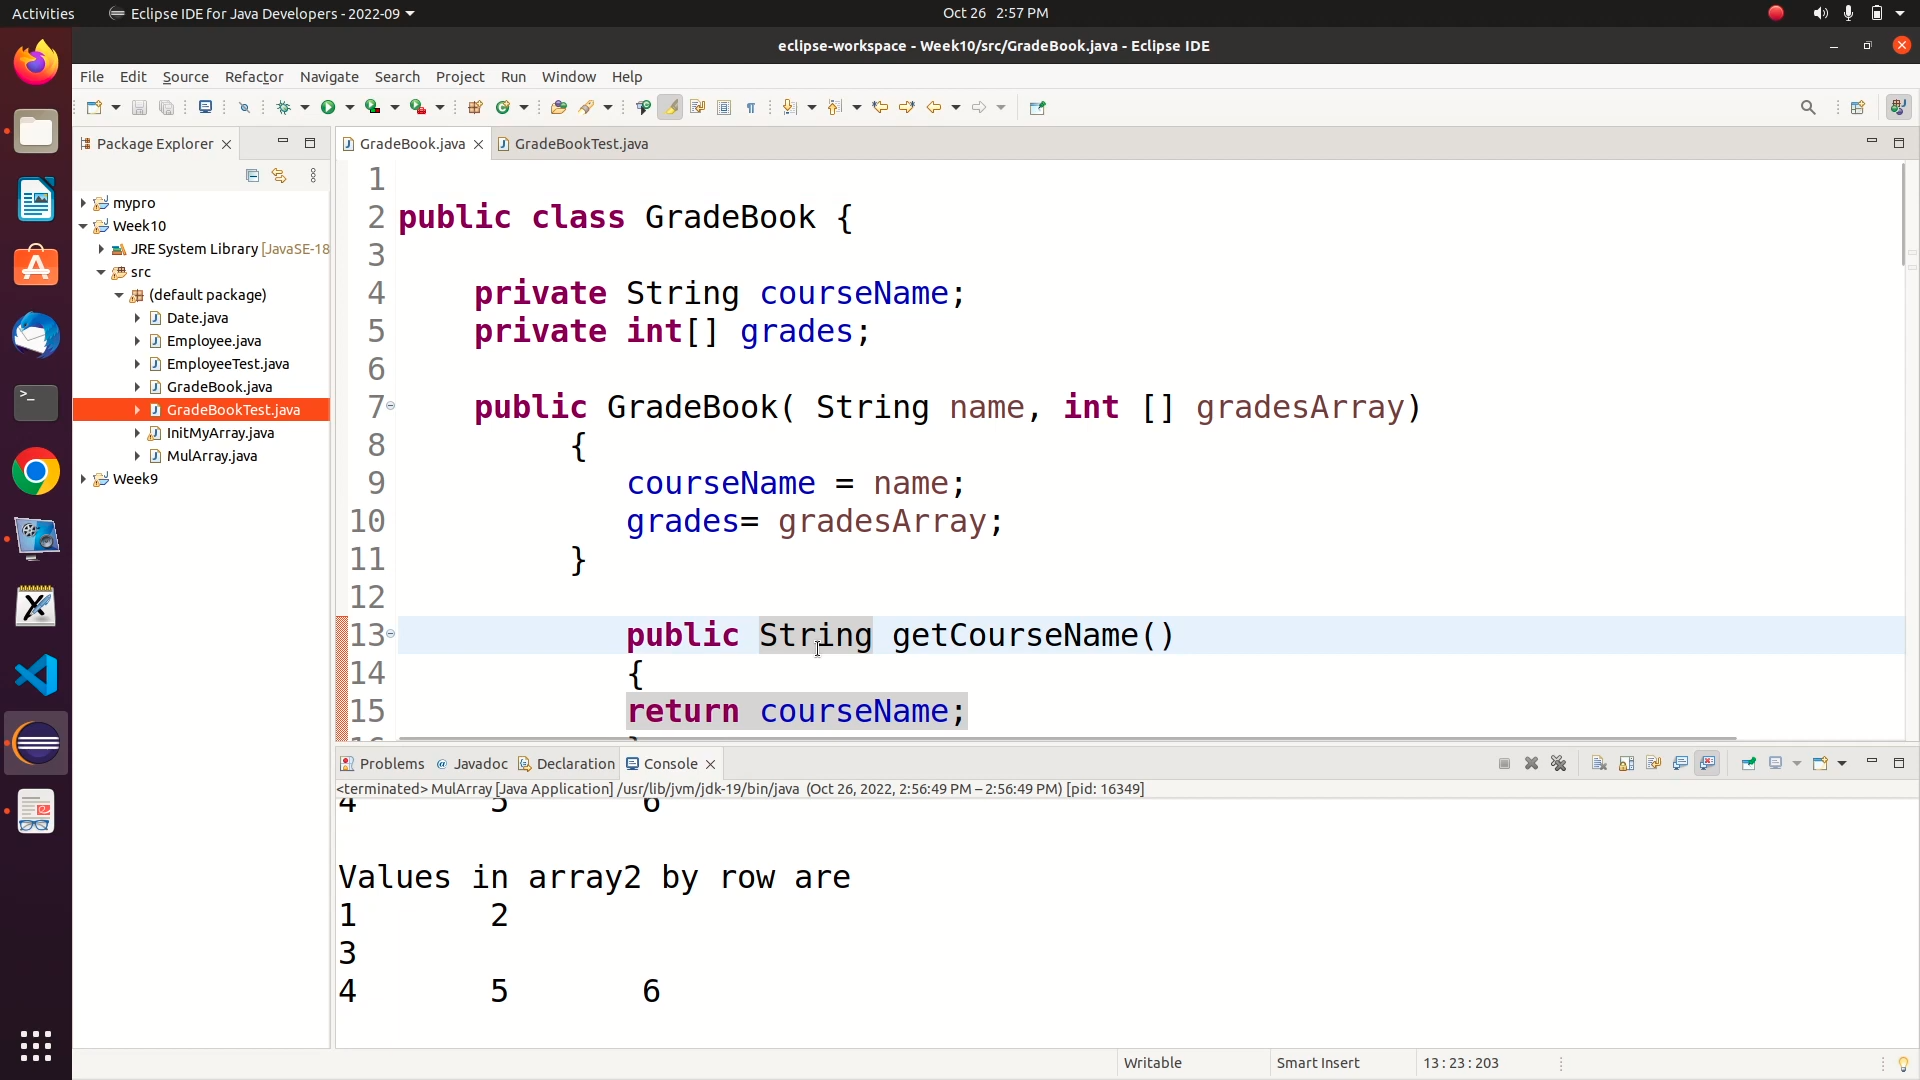 Activities Eclipse IDE for Java Developers - 2022-09 Oct 26 2:57 PM
eclipse-workspace - Week10/src/GradeBook.java - Eclipse IDE
File Edit Source Refactor Navigate Search Project Run Window Help
Package Explorer
GradeBook.java GradeBookTest.java
mypro
Week10
JRE System Library [JavaSE-18
src
(default package)
Date.java
Employee.java
EmployeeTest.java
GradeBook.java
GradeBookTest.java
InitMyArray.java
MulArray.java
Week9
1
2 public class GradeBook {
3
4 private String courseName;
5 private int[] grades;
6
7 public GradeBook( String name, int [] gradesArray)
8 {
9 courseName = name;
10 grades= gradesArray;
11 }
12
13 public String getCourseName()
14 {
15 return courseName;
Problems @ Javadoc Declaration Console
<terminated> MulArray [Java Application] /usr/lib/jvm/jdk-19/bin/java (Oct 26, 2022, 2:56:49 PM – 2:56:49 PM) [pid: 16349]
4 5 6
Values in array2 by row are
1 2
3
4 5 6
Writable Smart Insert 13 : 23 : 203